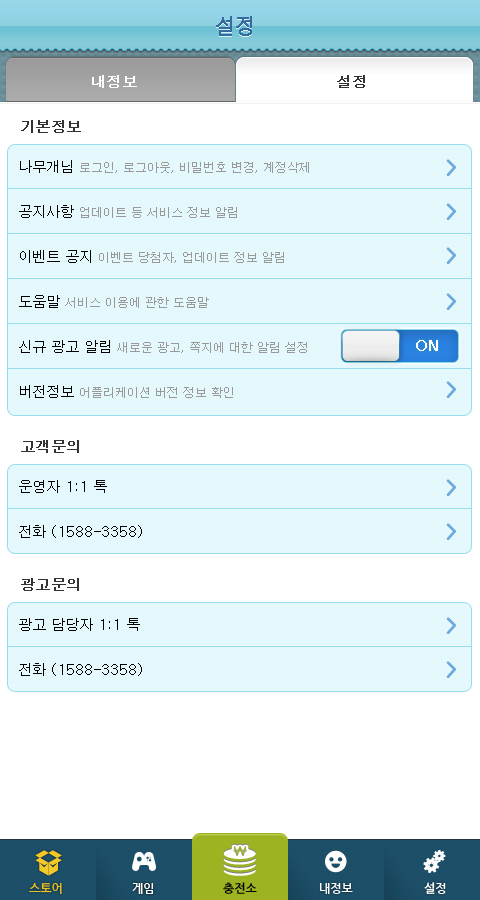 설정
내정보
설정
기본정보
나무개님 로그인, 로그아웃, 비밀번호 변경, 계정삭제
공지사항 업데이트 등 서비스 정보 알림
이벤트 공지 이벤트 당첨자, 업데이트 정보 알림
도움말 서비스 이용에 관한 도움말
신규 광고 알림 새로운 광고, 쪽지에 대한 알림 설정 ON
버전정보 어플리케이션 버전 정보 확인
고객문의
운영자 1:1 톡
전화 (1588-3358)
광고문의
광고 담당자 1:1 톡
전화 (1588-3358)
스토어
게임
충전소
내정보
설정